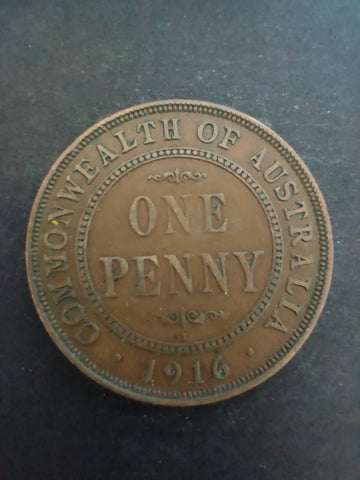 COMMONWEALTH OF AUSTRALIA
ONE
PENNY
1916